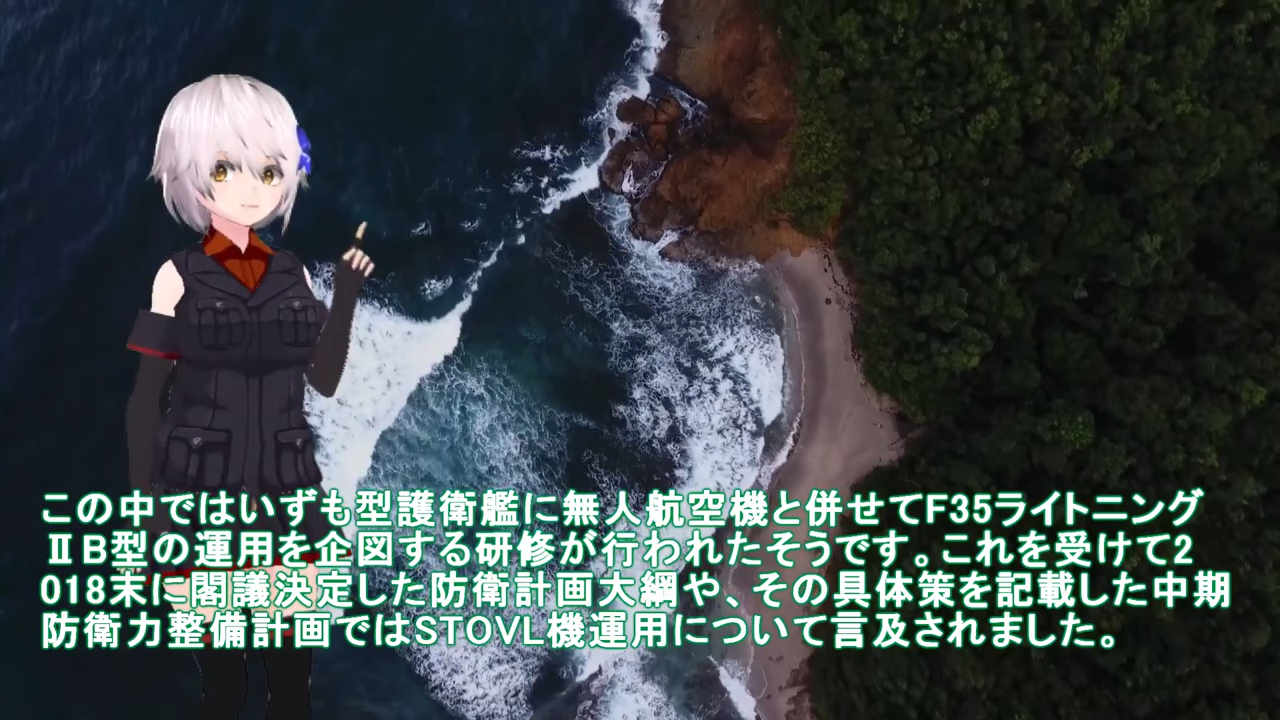 この中ではいずも型護衛艦に無人航空機と併せてF35ライトニング
ⅡB型の運用を企図する研修が行われたそうです。これを受けて2
018末に閣議決定した防衛計画大綱や、その具体策を記載した中期
防衛力整備計画ではSTOVL機運用について言及されました。